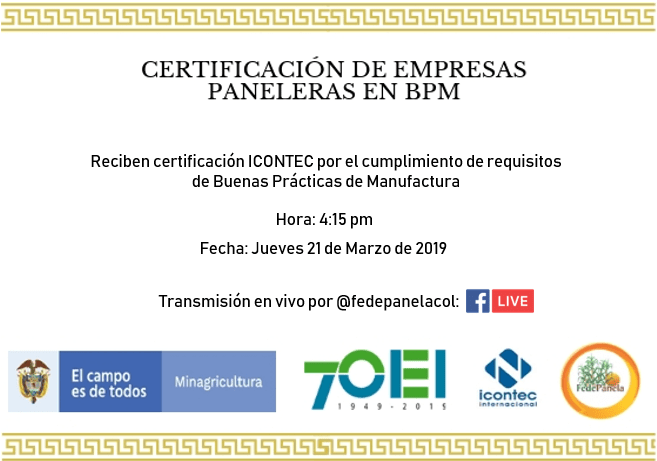 CERTIFICACIÓN DE EMPRESAS
PANELERAS EN BPM
Reciben certificación ICONTEC por el cumplimiento de requisitos
de Buenas Prácticas de Manufactura
Hora: 4:15 pm
Fecha: Jueves 21 de Marzo de 2019
Transmisión en vivo por @fedepanelacol: f LIVE
El campo
es de todos
Minagricultura
70 EI
1949-2019
icontec
internacional
FedePanela